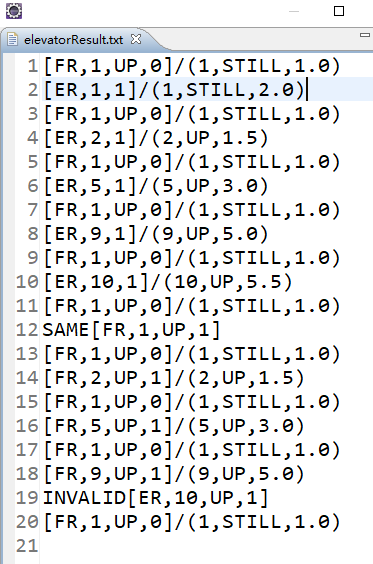 elevatorResult.txt
1 [FR,1,UP,0]/(1,STILL,1.0)
2 [ER,1,1]/(1,STILL,2.0)
3 [FR,1,UP,0]/(1,STILL,1.0)
4 [ER,2,1]/(2,UP,1.5)
5 [FR,1,UP,0]/(1,STILL,1.0)
6 [ER,5,1]/(5,UP,3.0)
7 [FR,1,UP,0]/(1,STILL,1.0)
8 [ER,9,1]/(9,UP,5.0)
9 [FR,1,UP,0]/(1,STILL,1.0)
10 [ER,10,1]/(10,UP,5.5)
11 [FR,1,UP,0]/(1,STILL,1.0)
12 SAME[FR,1,UP,1]
13 [FR,1,UP,0]/(1,STILL,1.0)
14 [FR,2,UP,1]/(2,UP,1.5)
15 [FR,1,UP,0]/(1,STILL,1.0)
16 [FR,5,UP,1]/(5,UP,3.0)
17 [FR,1,UP,0]/(1,STILL,1.0)
18 [FR,9,UP,1]/(9,UP,5.0)
19 INVALID[ER,10,UP,1]
20 [FR,1,UP,0]/(1,STILL,1.0)
21